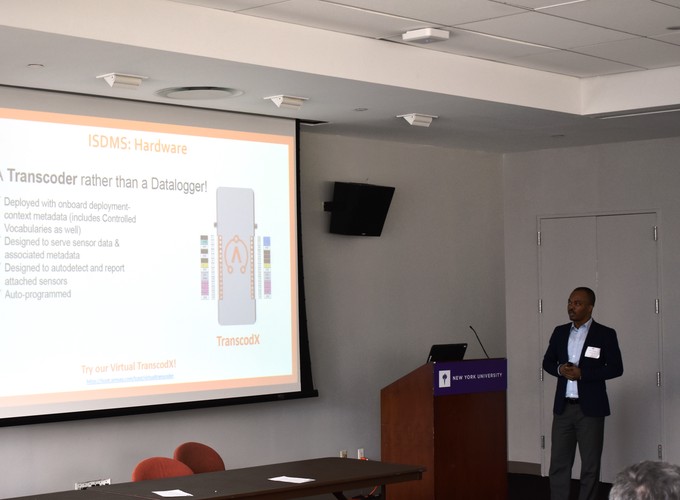 ISDMS: Hardware
A Transcoder rather than a Datalogger!
Deployed with onboard deployment-
context metadata (includes Controlled
Vocabularies as well)
Designed to serve sensor data &
associated metadata
Designed to autodetect and report
attached sensors
Auto-programmed
TranscodX
Try our Virtual TranscodX!
NEW YORK UNIVERSITY